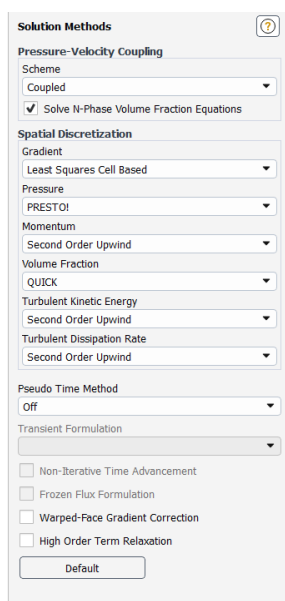 Solution Methods
?
Pressure-Velocity Coupling
Scheme
Coupled
Solve N-Phase Volume Fraction Equations
Spatial Discretization
Gradient
Least Squares Cell Based
Pressure
PRESTO!
Momentum
Second Order Upwind
Volume Fraction
QUICK
Turbulent Kinetic Energy
Second Order Upwind
Turbulent Dissipation Rate
Second Order Upwind
Pseudo Time Method
Off
Transient Formulation
Non-Iterative Time Advancement
Frozen Flux Formulation
Warped-Face Gradient Correction
High Order Term Relaxation
Default